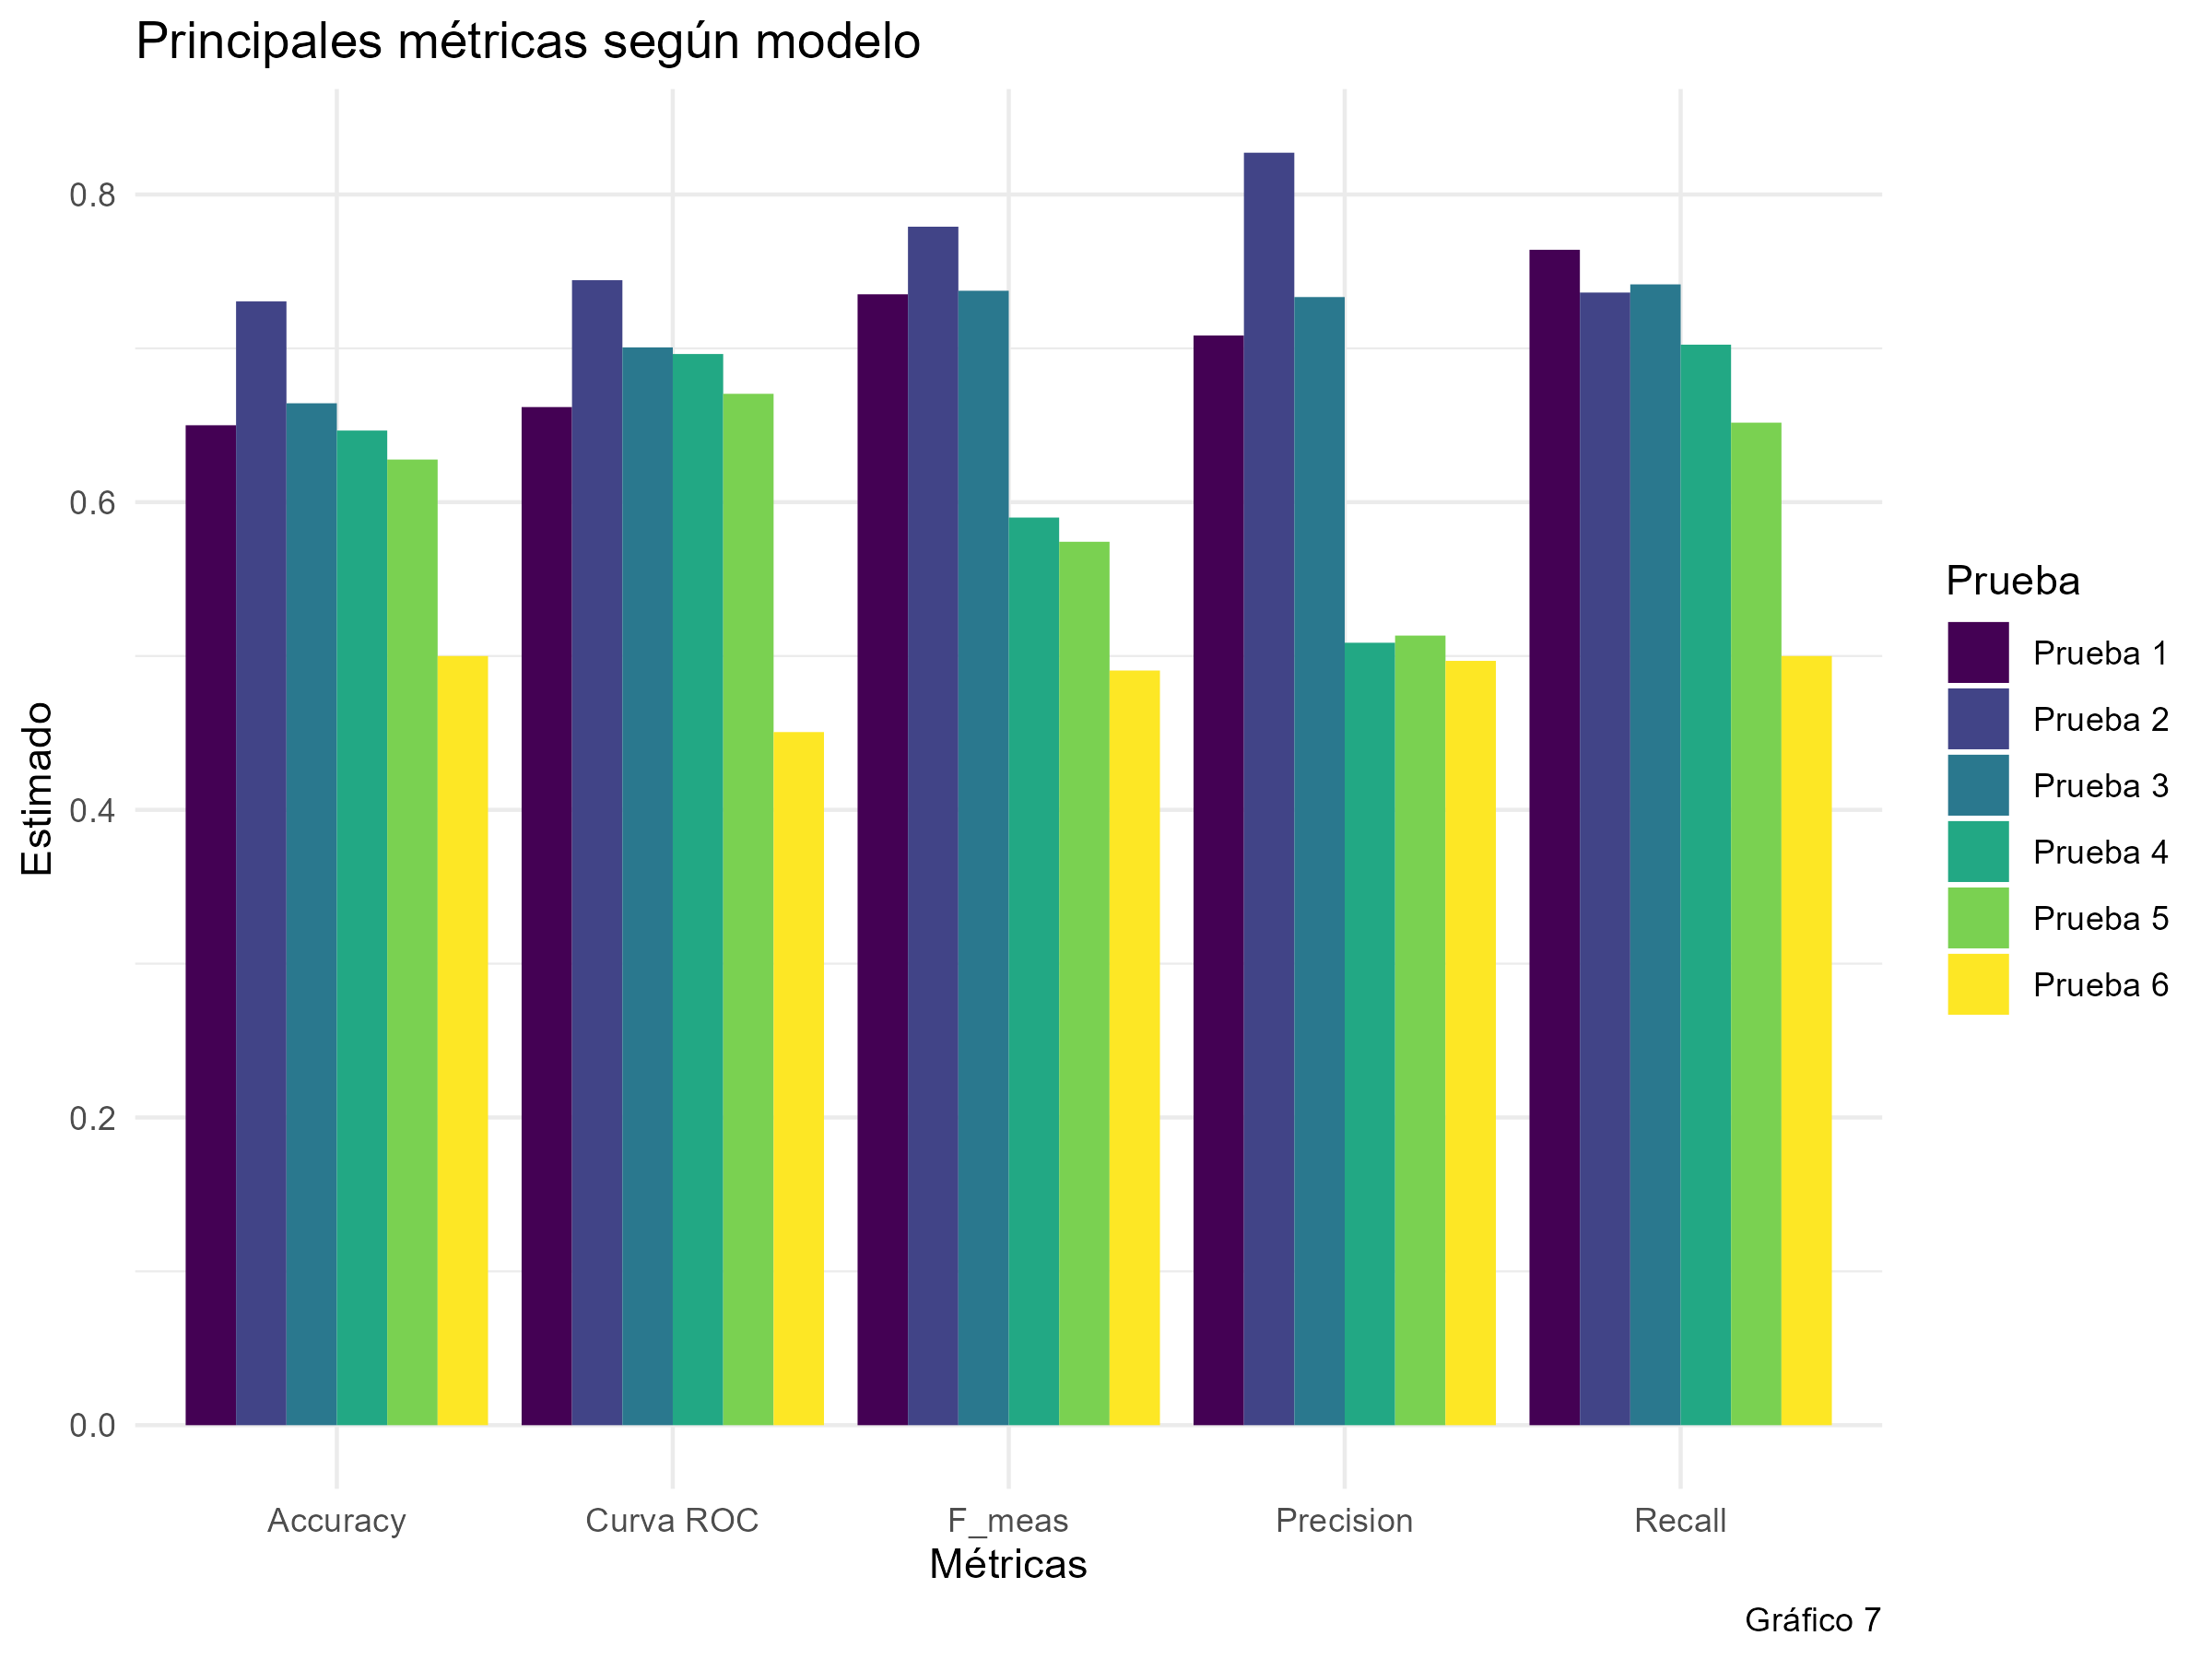 Principales métricas según modelo
Estimado
0.8
0.6
0.4
0.2
0.0
Accuracy
Curva ROC
F_meas
Precision
Recall
Métricas
Prueba
Prueba 1
Prueba 2
Prueba 3
Prueba 4
Prueba 5
Prueba 6
Gráfico 7